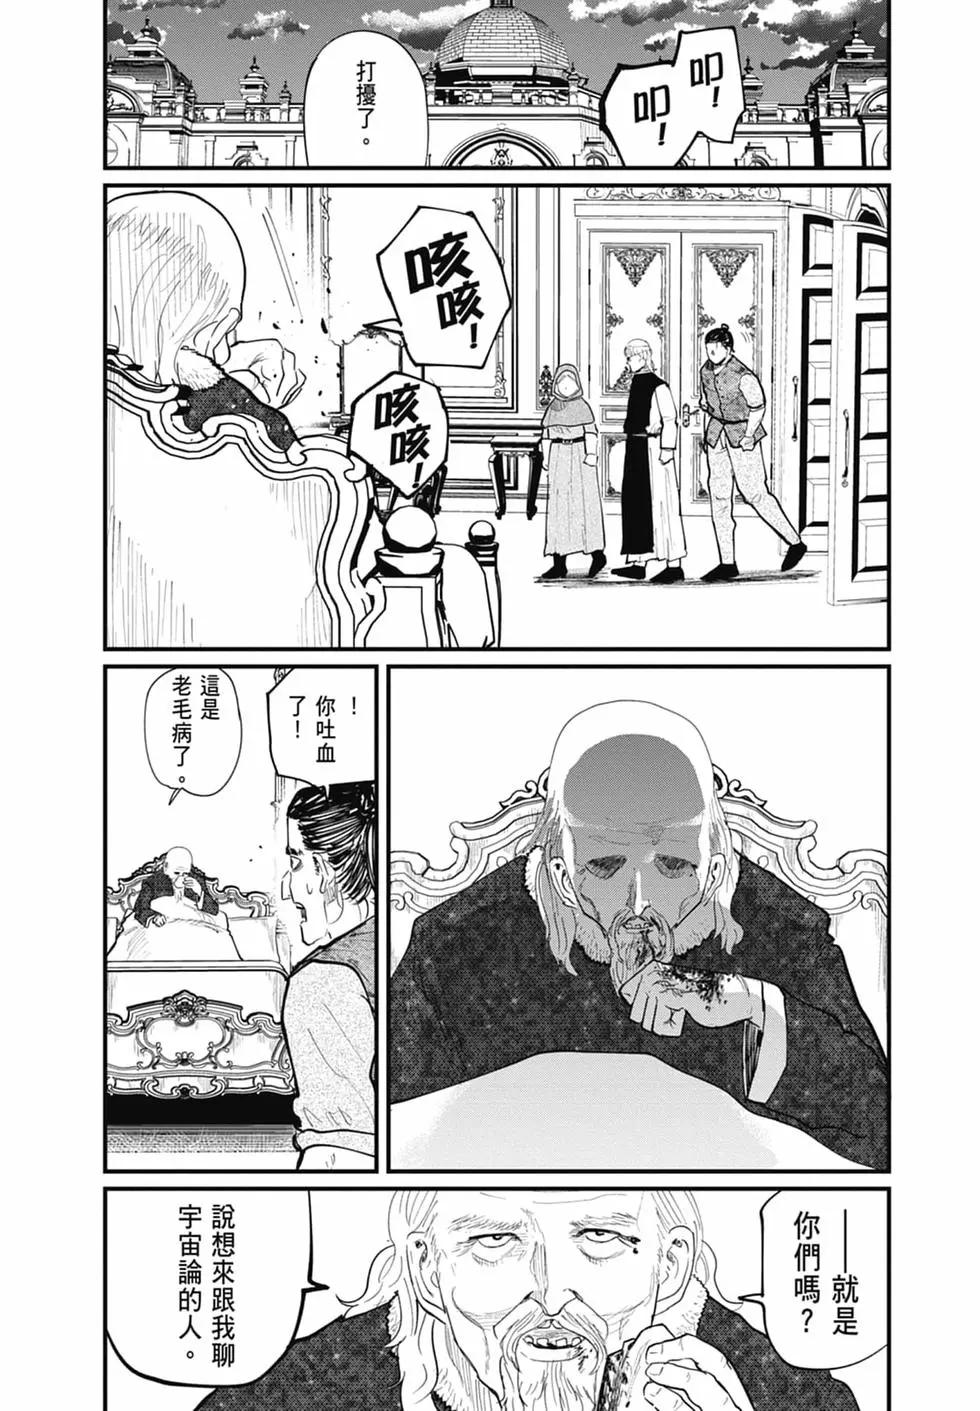 叩！
叩！
打擾了。
咳
咳！
咳
咳！
！
你吐血
了！
這是
老毛病了。
——就是
你們嗎？
說想來跟我聊
宇宙論的人。